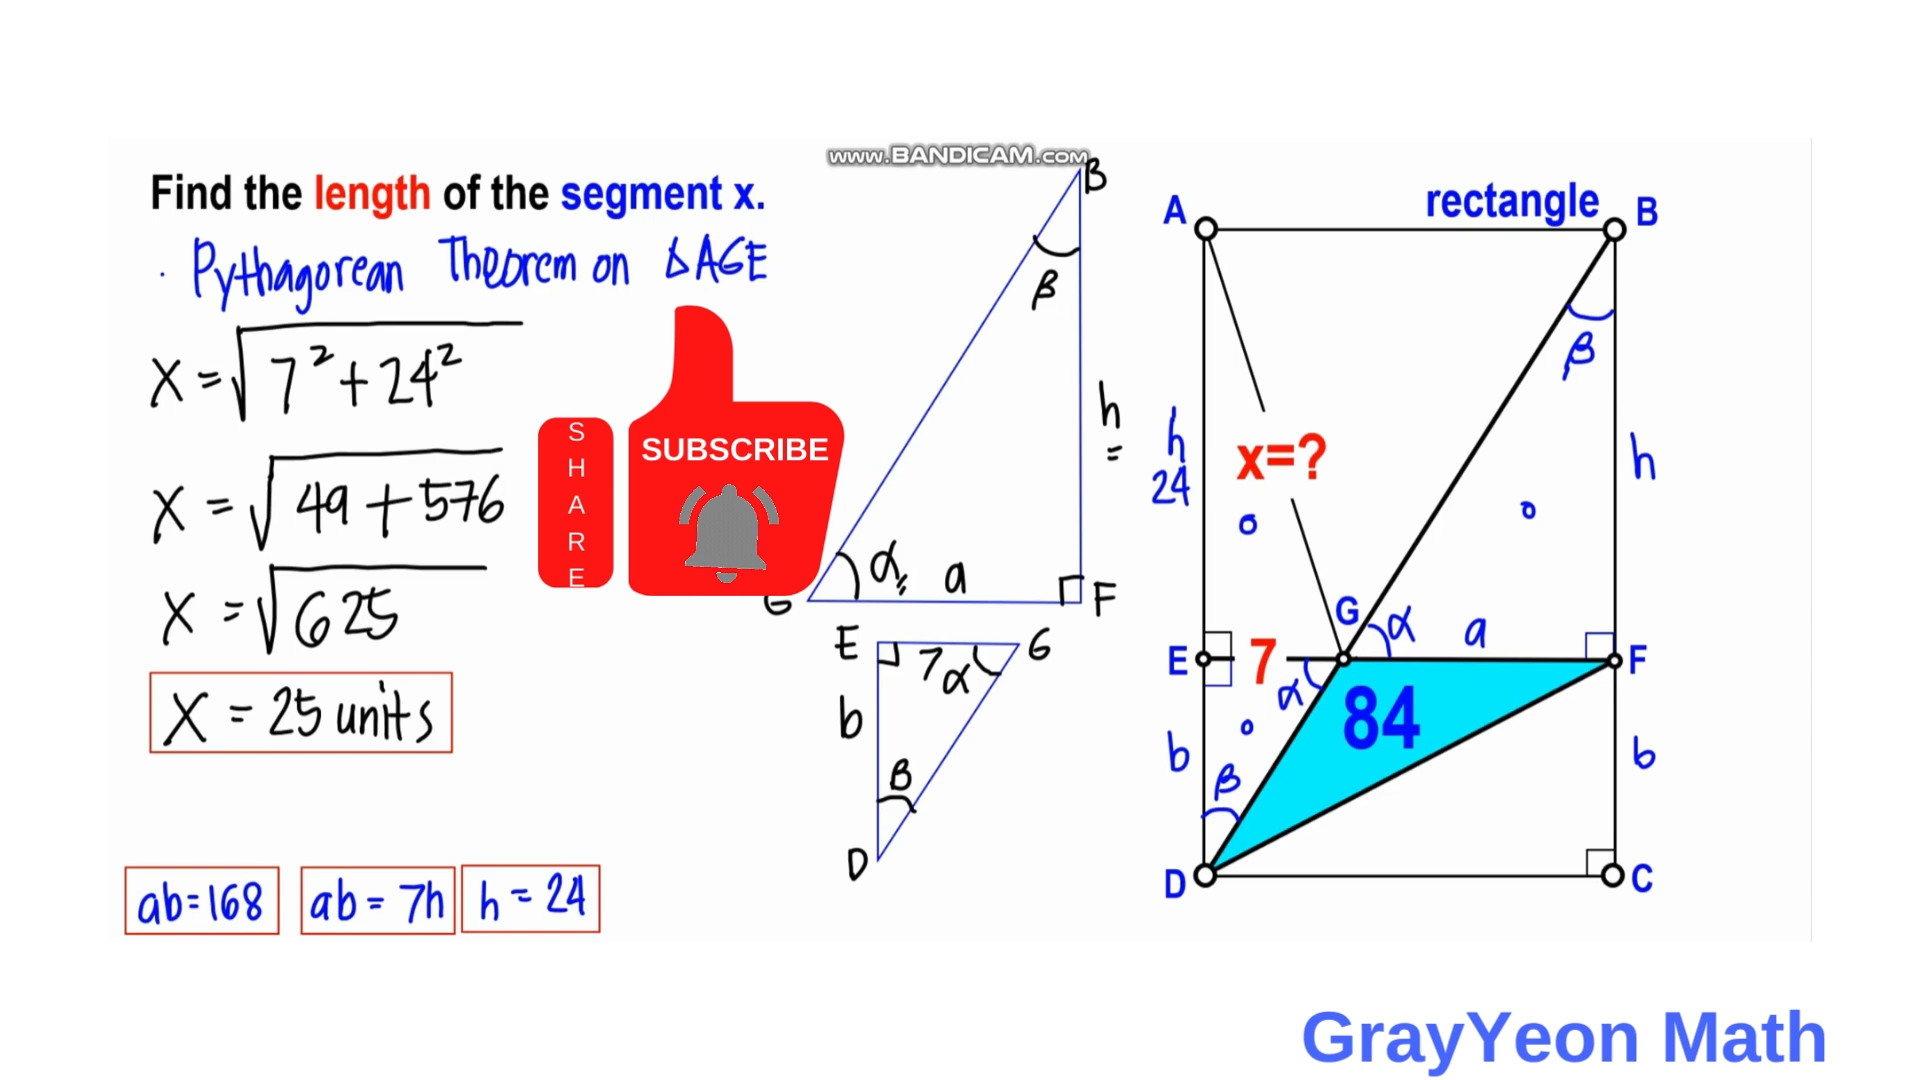 www.BANDICAM.com
Find the length of the segment x.
· Pythagorean Theorem on ΔAGE
x = √7²+24²
x = √49+576
x = √625
x = 25 units
ab=168
ab = 7h
h = 24
S
H
A
R
E
SUBSCRIBE
B
β
h
=
α
a
G
F
E
7
α
G
b
β
D
rectangle
A
B
β
h
24
x=?
h
G
α
a
E
7
F
α
84
b
β
b
D
C
GrayYeon Math